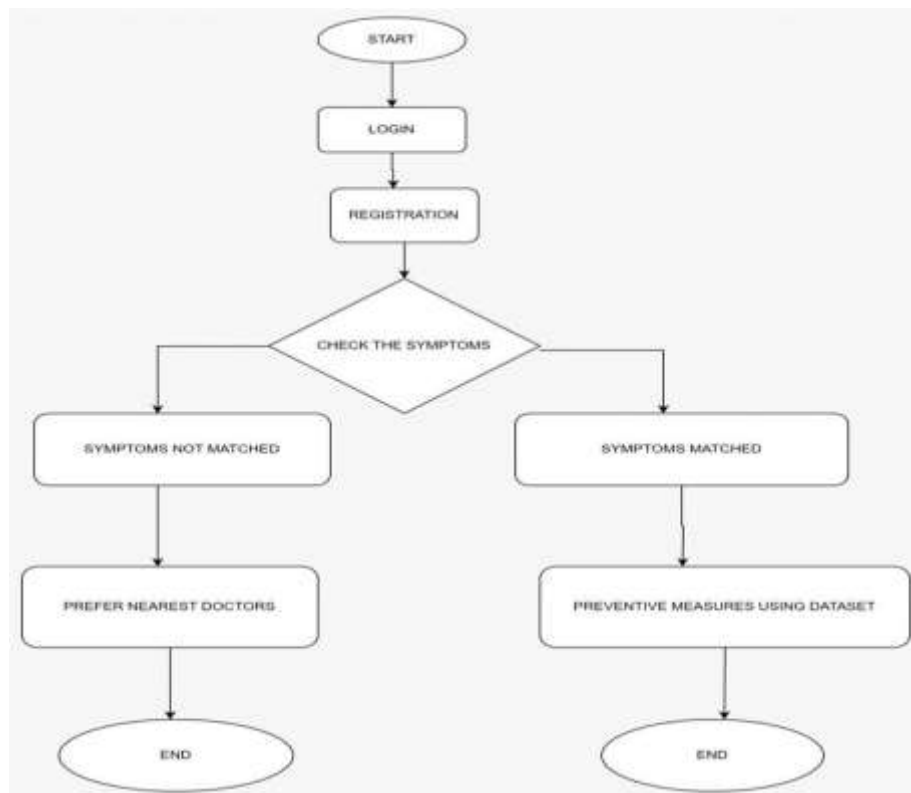 START
LOGIN
REGISTRATION
CHECK THE SYMPTOMS
SYMPTOMS NOT MATCHED
SYMPTOMS MATCHED
PREFER NEAREST DOCTORS
PREVENTIVE MEASURES USING DATASET
END
END